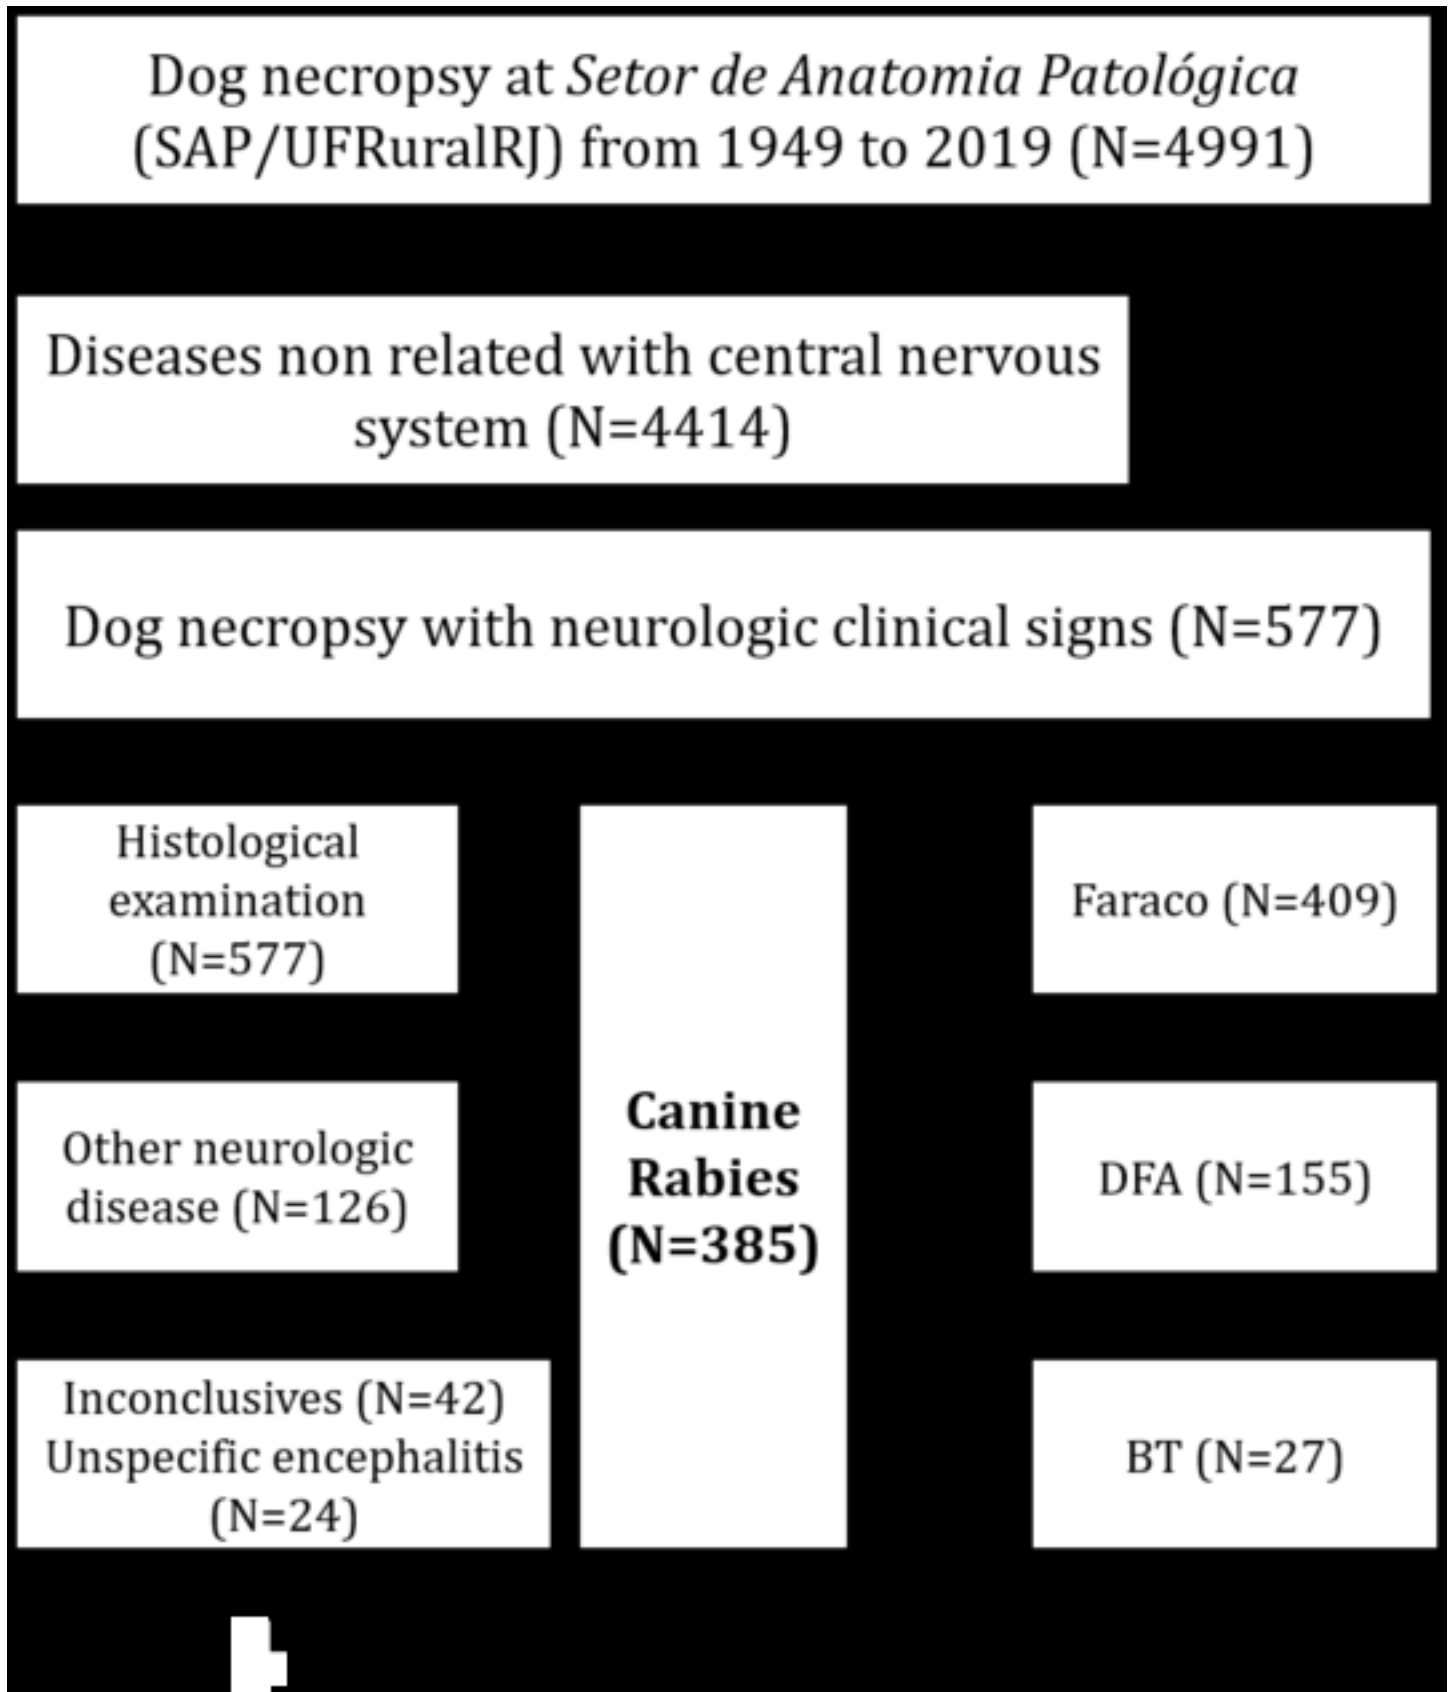 Dog necropsy at Setor de Anatomia Patológica
(SAP/UFRuralRJ) from 1949 to 2019 (N=4991)
Diseases non related with central nervous
system (N=4414)
Dog necropsy with neurologic clinical signs (N=577)
Histological
examination
(N=577)
Other neurologic
disease (N=126)
Inconclusives (N=42)
Unspecific encephalitis
(N=24)
Canine
Rabies
(N=385)
Faraco (N=409)
DFA (N=155)
BT (N=27)